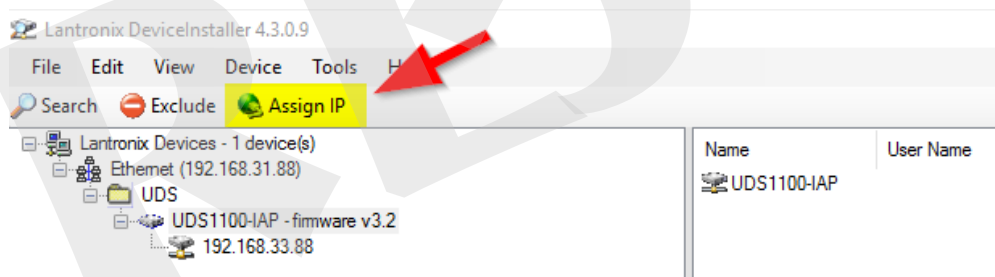 Lantronix DeviceInstaller 4.3.0.9
File Edit View Device Tools H
Search Exclude Assign IP
Lantronix Devices - 1 device(s)
Name User Name
Ethernet (192.168.31.88)
UDS1100-IAP
UDS
UDS1100-IAP - firmware v3.2
192.168.33.88